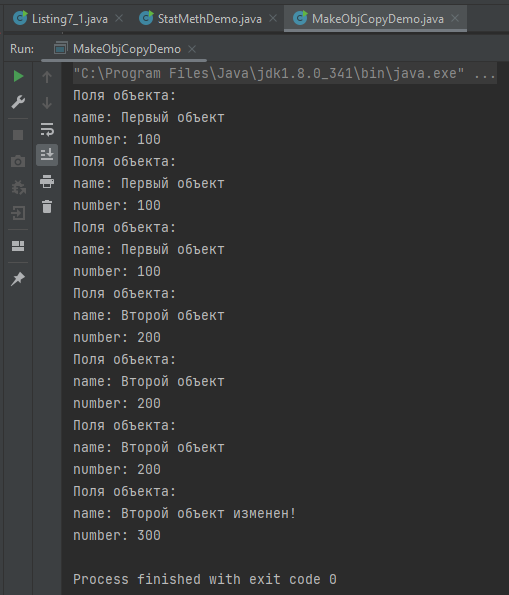 Listing7_1.java
StatMethDemo.java
MakeObjCopyDemo.java
Run: MakeObjCopyDemo
"C:\Program Files\Java\jdk1.8.0_341\bin\java.exe" ...
Поля объекта:
name: Первый объект
number: 100
Поля объекта:
name: Первый объект
number: 100
Поля объекта:
name: Первый объект
number: 100
Поля объекта:
name: Второй объект
number: 200
Поля объекта:
name: Второй объект
number: 200
Поля объекта:
name: Второй объект
number: 200
Поля объекта:
name: Второй объект изменен!
number: 300
Process finished with exit code 0